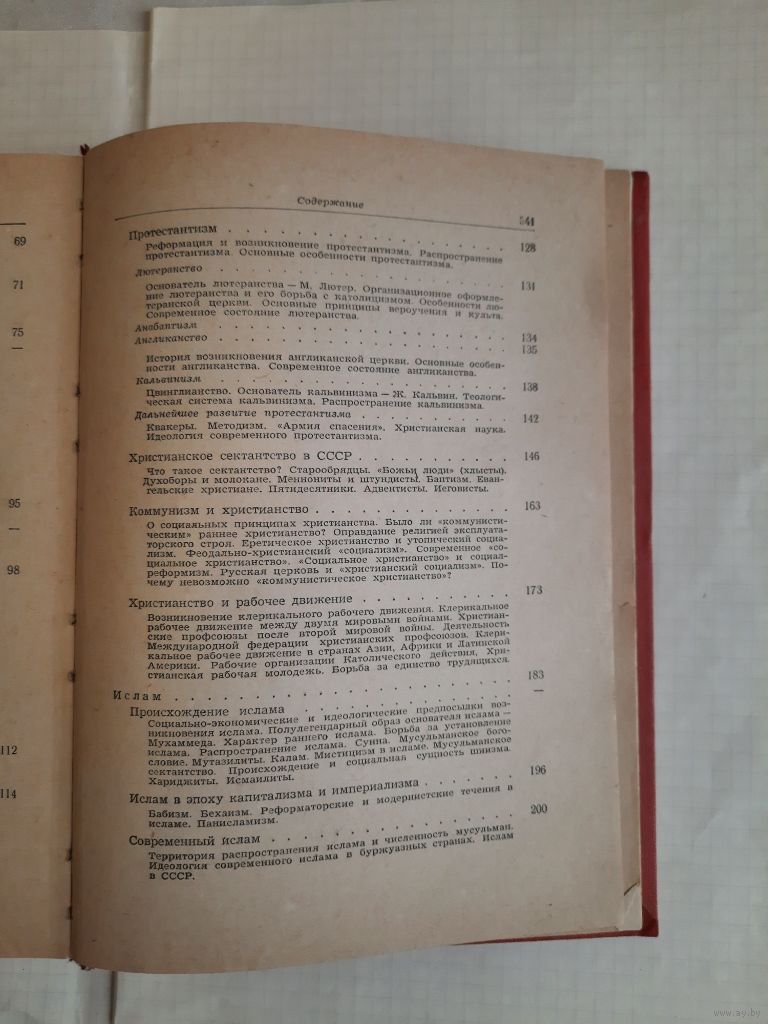 69
71
75
—
95
—
98
112
114
Содержание
341
Протестантизм . . . . . . . . . . . . . . . . 128
Реформация и возникновение протестантизма. Распространение
протестантизма. Основные особенности протестантизма.
Лютеранство . . . . . . . . . . . . . . . . 131
Основатель лютеранства — М. Лютер. Организационное оформле-
ние лютеранства и его борьба с католицизмом. Особенности лю-
теранской церкви. Основные принципы вероучения и культа.
Современное состояние лютеранства.
Анабаптизм . . . . . . . . . . . . . . . . 134
Англиканство . . . . . . . . . . . . . . . . 135
История возникновения англиканской церкви. Основные особен-
ности англиканства. Современное состояние англиканства.
Кальвинизм . . . . . . . . . . . . . . . . 138
Цвинглианство. Основатель кальвинизма — Ж. Кальвин. Теологи-
ческая система кальвинизма. Распространение кальвинизма.
Дальнейшее развитие протестантизма . . . . . . . . . 142
Квакеры. Методизм. «Армия спасения». Христианская наука.
Идеология современного протестантизма.
Христианское сектантство в СССР . . . . . . . . . . 146
Что такое сектантство? Старообрядцы. «Божьи люди» (хлысты).
Духоборы и молокане. Меннониты и штундисты. Баптизм. Еван-
гельские христиане. Пятидесятники. Адвентисты. Иеговисты.
Коммунизм и христианство . . . . . . . . . . . . 163
О социальных принципах христианства. Было ли «коммунисти-
ческим» раннее христианство? Оправдание религией эксплуата-
торского строя. Еретическое христианство и утопический социа-
лизм. Феодально-христианский «социализм». Современное «со-
циальное христианство». «Социальное христианство» и социал-
реформизм. Русская церковь и «христианский социализм». По-
чему невозможно «коммунистическое христианство»?
Христианство и рабочее движение . . . . . . . . . . 173
Возникновение клерикального рабочего движения. Клерикальное
рабочее движение между двумя мировыми войнами. Христиан-
ские профсоюзы после второй мировой войны. Деятельность
Международной федерации христианских профсоюзов. Клери-
кальное рабочее движение в странах Азии, Африки и Латинской
Америки. Рабочие организации Католического действия, Хри-
стианская рабочая молодежь. Борьба за единство трудящихся.
Ислам . . . . . . . . . . . . . . . . . . 183
Происхождение ислама . . . . . . . . . . . . . —
Социально-экономические и идеологические предпосылки воз-
никновения ислама. Полулегендарный образ основателя ислама —
Мухаммеда. Характер раннего ислама. Борьба за установление
ислама. Распространение ислама. Сунна. Мусульманское бого-
словие. Мутазилиты. Калам. Мистицизм в исламе. Мусульманское
сектантство. Происхождение и социальная сущность шиизма.
Хариджиты. Исмаилиты.
Ислам в эпоху капитализма и империализма . . . . . . . 196
Бабизм. Бехаизм. Реформаторские и модернистские течения в
исламе. Панисламизм.
Современный ислам . . . . . . . . . . . . . . 200
Территория распространения ислама и численность мусульман.
Идеология современного ислама в буржуазных странах. Ислам
в СССР.
www.ay.by